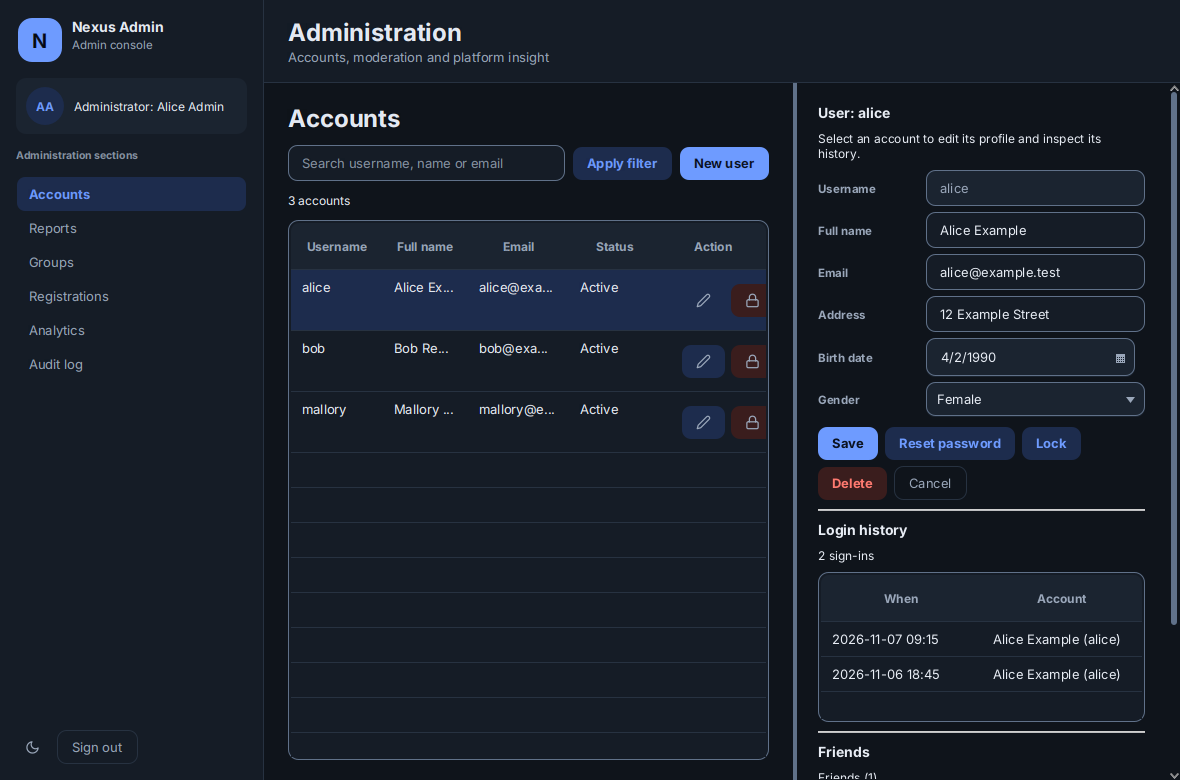 N
Nexus Admin
Admin console
AA
Administrator: Alice Admin
Administration sections
Accounts
Reports
Groups
Registrations
Analytics
Audit log
Sign out
Administration
Accounts, moderation and platform insight
Accounts
Search username, name or email
Apply filter
New user
3 accounts
Username Full name Email Status Action
alice Alice Ex... alice@exa... Active
bob Bob Re... bob@exa... Active
mallory Mallory ... mallory@e... Active
User: alice
Select an account to edit its profile and inspect its
history.
Username alice
Full name Alice Example
Email alice@example.test
Address 12 Example Street
Birth date 4/2/1990
Gender Female
Save Reset password Lock
Delete Cancel
Login history
2 sign-ins
When Account
2026-11-07 09:15 Alice Example (alice)
2026-11-06 18:45 Alice Example (alice)
Friends
Friends (1)